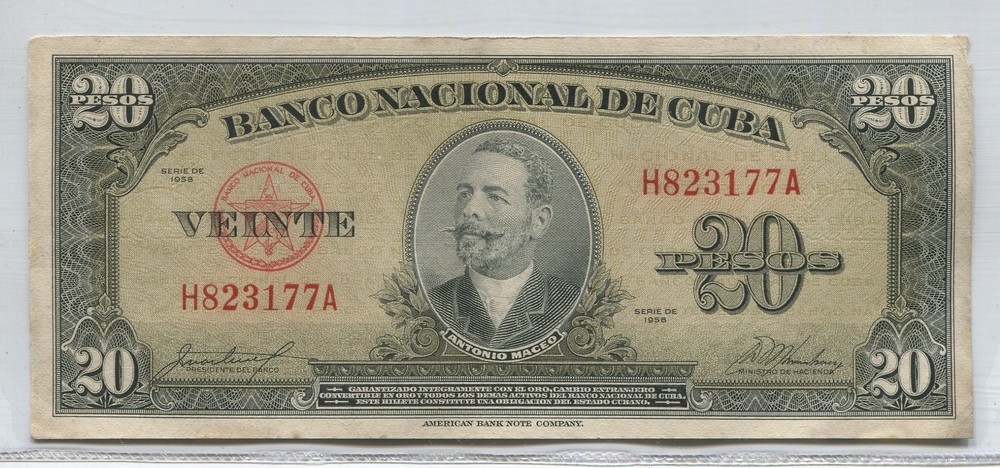 20 PESOS
20 PESOS
BANCO NACIONAL DE CUBA
SERIE DE
1958
BANCO NACIONAL DE CUBA
H823177A
VEINTE
20 PESOS
H823177A
SERIE DE
1958
ANTONIO MACEO
PRESIDENTE DEL BANCO
MINISTRO DE HACIENDA
20
20
GARANTIZADO INTEGRAMENTE CON EL ORO, CAMBIO EXTRANJERO
CONVERTIBLE EN ORO Y TODOS LOS DEMAS ACTIVOS DEL BANCO NACIONAL DE CUBA.
ESTE BILLETE CONSTITUYE UNA OBLIGACION DEL ESTADO CUBANO.
AMERICAN BANK NOTE COMPANY.